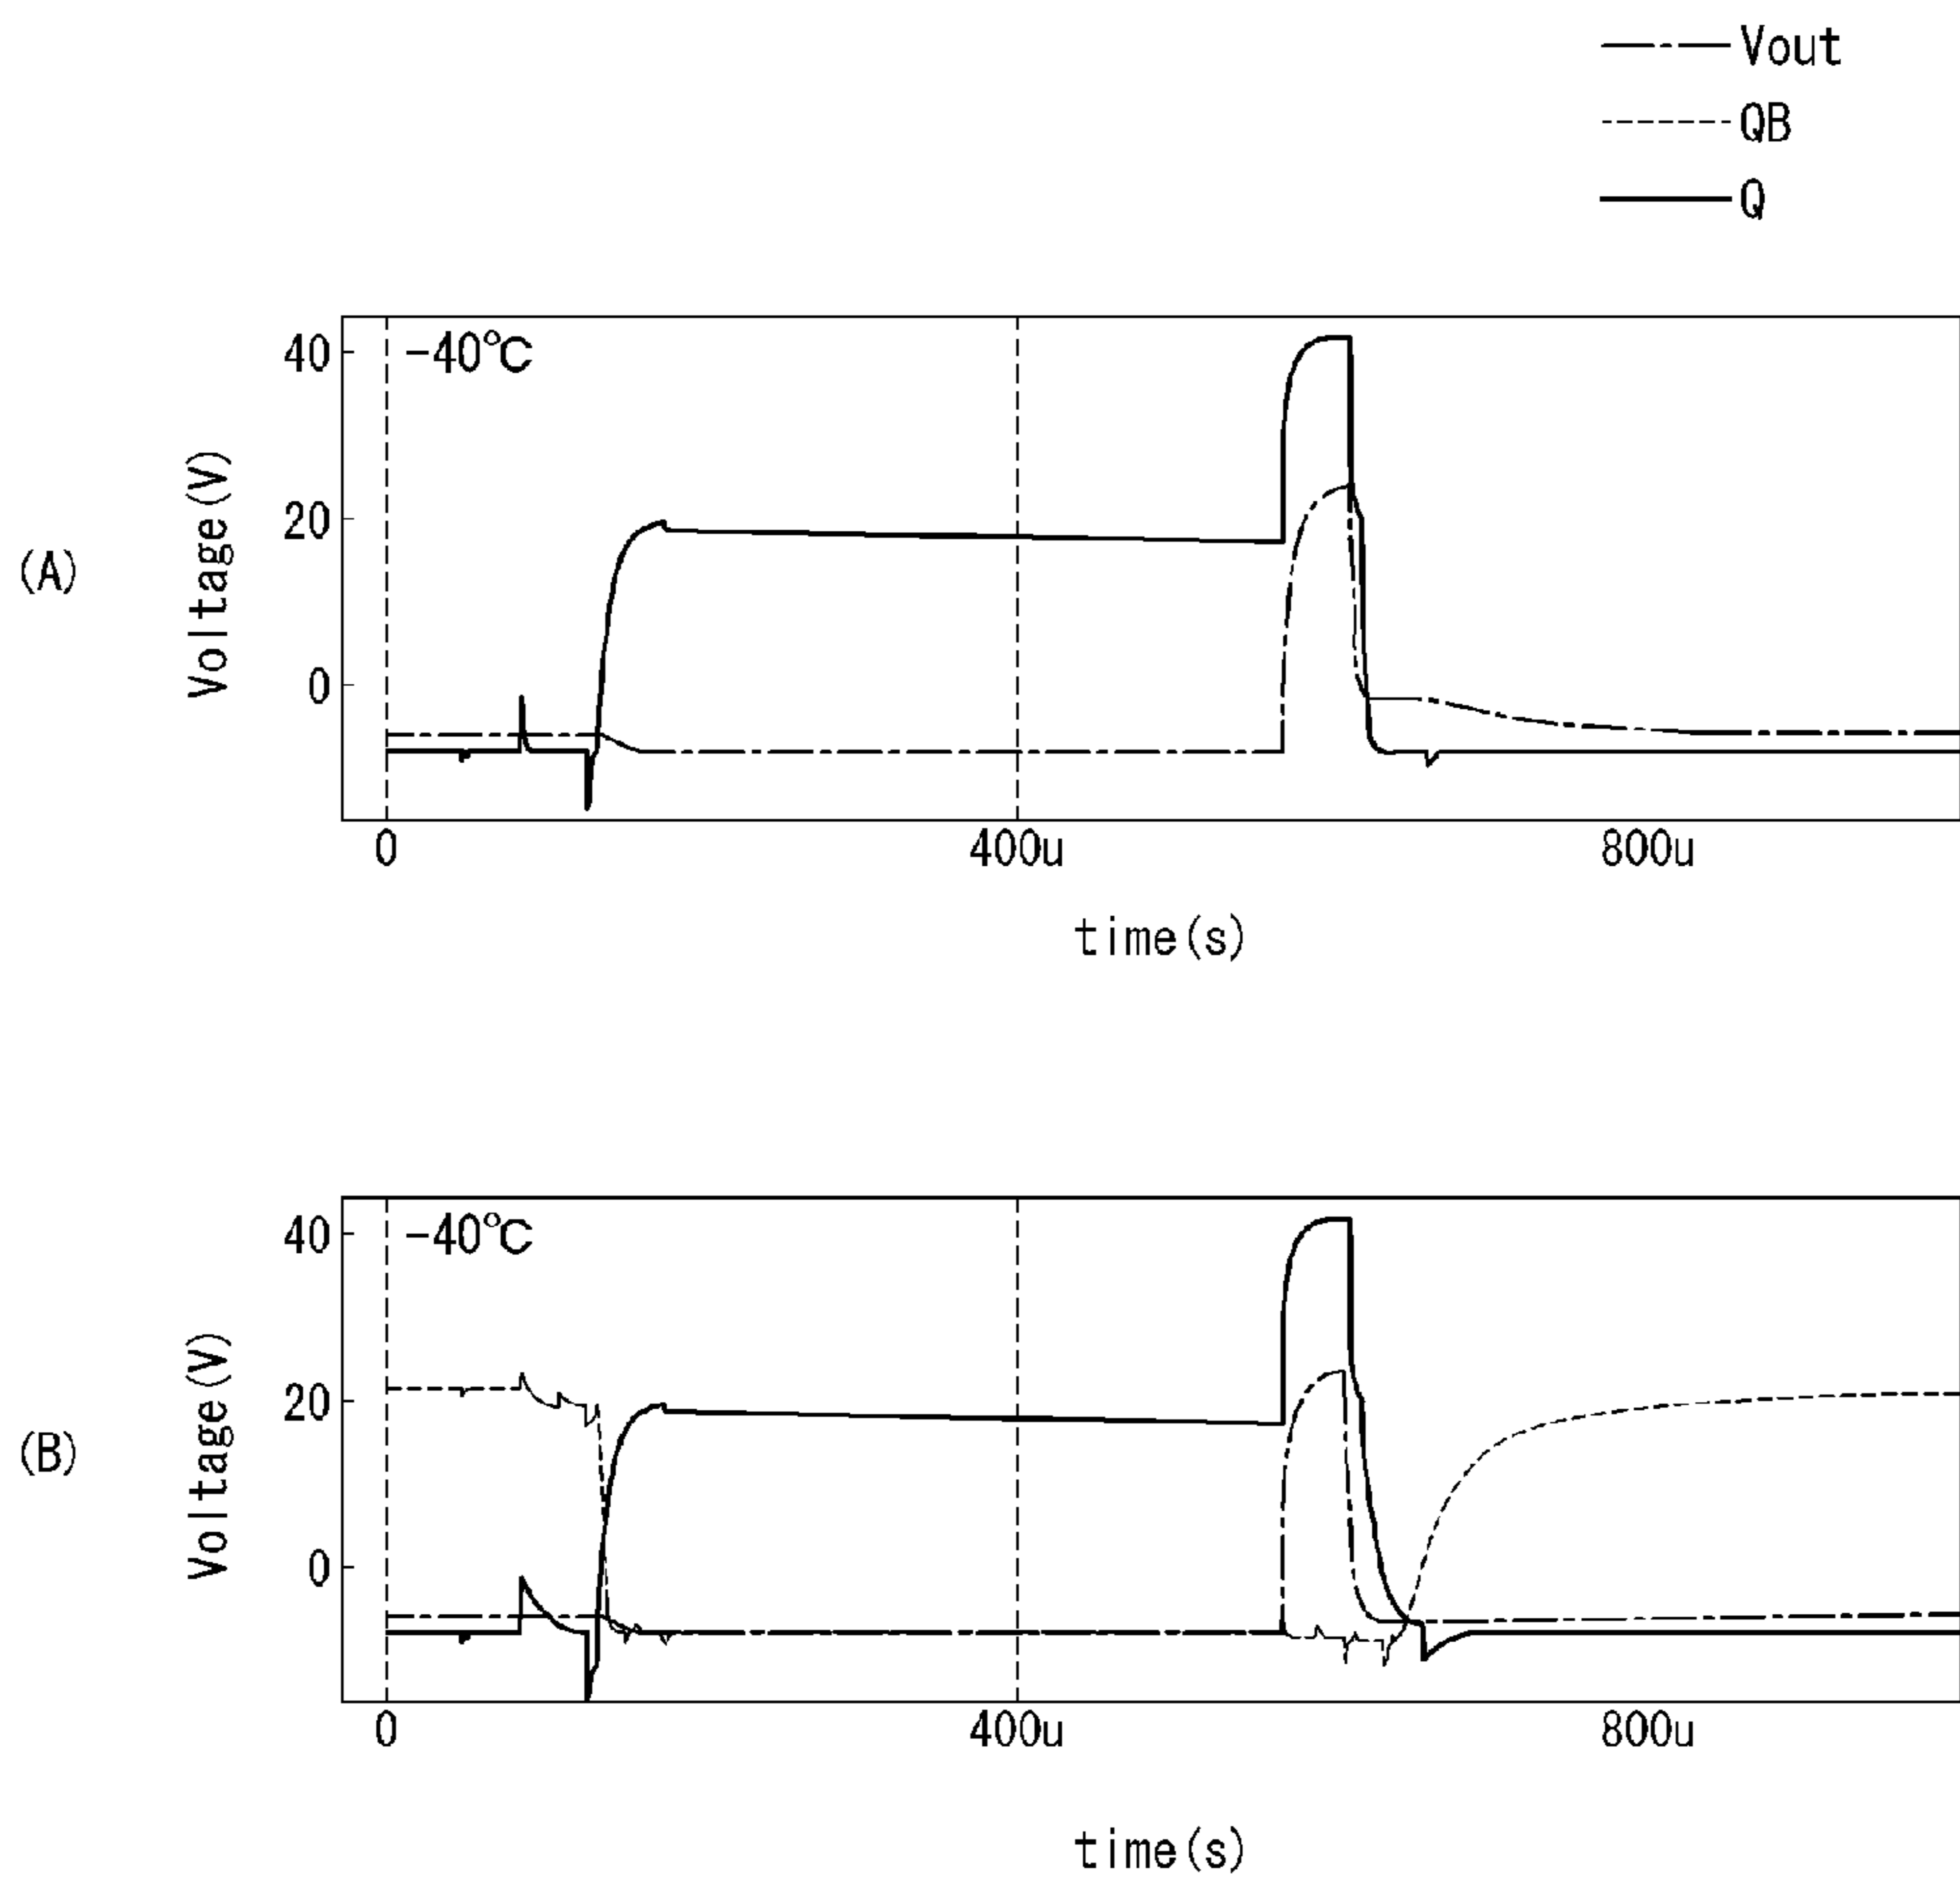 Vout
QB
Q
(A)
Voltage(V)
40
20
0
-40℃
0
400u
800u
time(s)
(B)
Voltage(V)
40
20
0
-40℃
0
400u
800u
time(s)